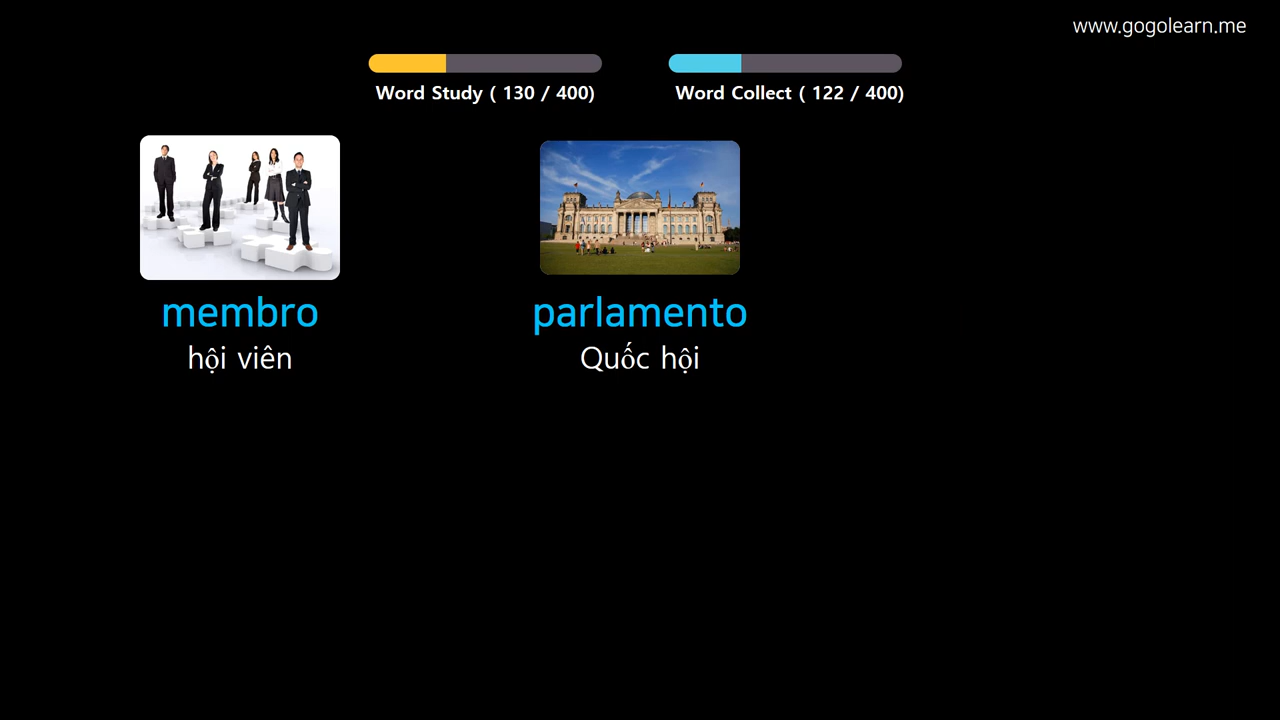 www.gogolearn.me
Word Study ( 130 / 400)
Word Collect ( 122 / 400)
membro
hội viên
parlamento
Quốc hội